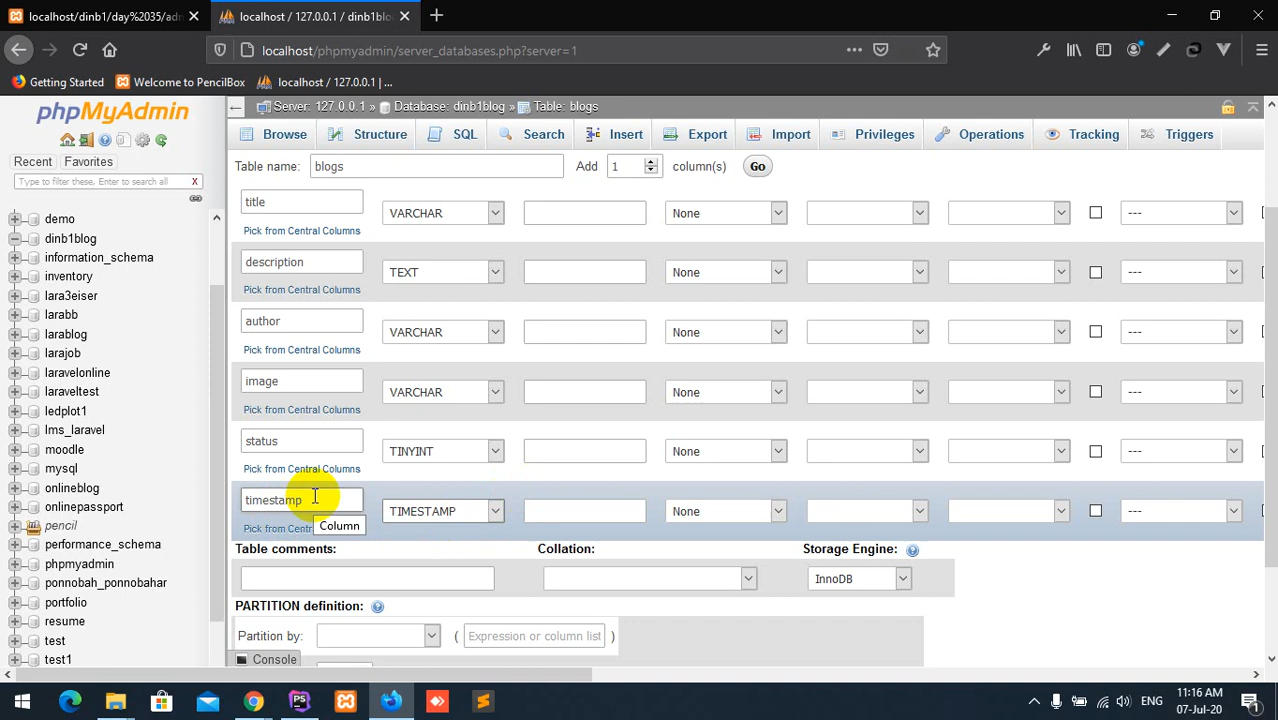 localhost/dinb1/day%2035/adn
localhost / 127.0.0.1 / dinb1blo
localhost/phpmyadmin/server_databases.php?server=1
Getting Started
Welcome to PencilBox
localhost / 127.0.0.1 | ...
phpMyAdmin
Recent
Favorites
Type to filter these, Enter to search all
X
demo
dinb1blog
information_schema
inventory
lara3eiser
larabb
larablog
larajob
laravelonline
laraveltest
ledplot1
lms_laravel
moodle
mysql
onlineblog
onlinepassport
pencil
performance_schema
phpmyadmin
ponnobah_ponnobahar
portfolio
resume
test
test1
Server: 127.0.0.1 » Database: dinb1blog » Table: blogs
Browse
Structure
SQL
Search
Insert
Export
Import
Privileges
Operations
Tracking
Triggers
Table name: blogs Add 1 column(s) Go
title
VARCHAR
None
---
Pick from Central Columns
description
TEXT
None
---
Pick from Central Columns
author
VARCHAR
None
---
Pick from Central Columns
image
VARCHAR
None
---
Pick from Central Columns
status
TINYINT
None
---
Pick from Central Columns
timestamp
TIMESTAMP
None
---
Pick from Centr
Column
Table comments:
Collation:
Storage Engine:
InnoDB
PARTITION definition:
Partition by:
( Expression or column list )
Console
ENG
11:16 AM
07-Jul-20